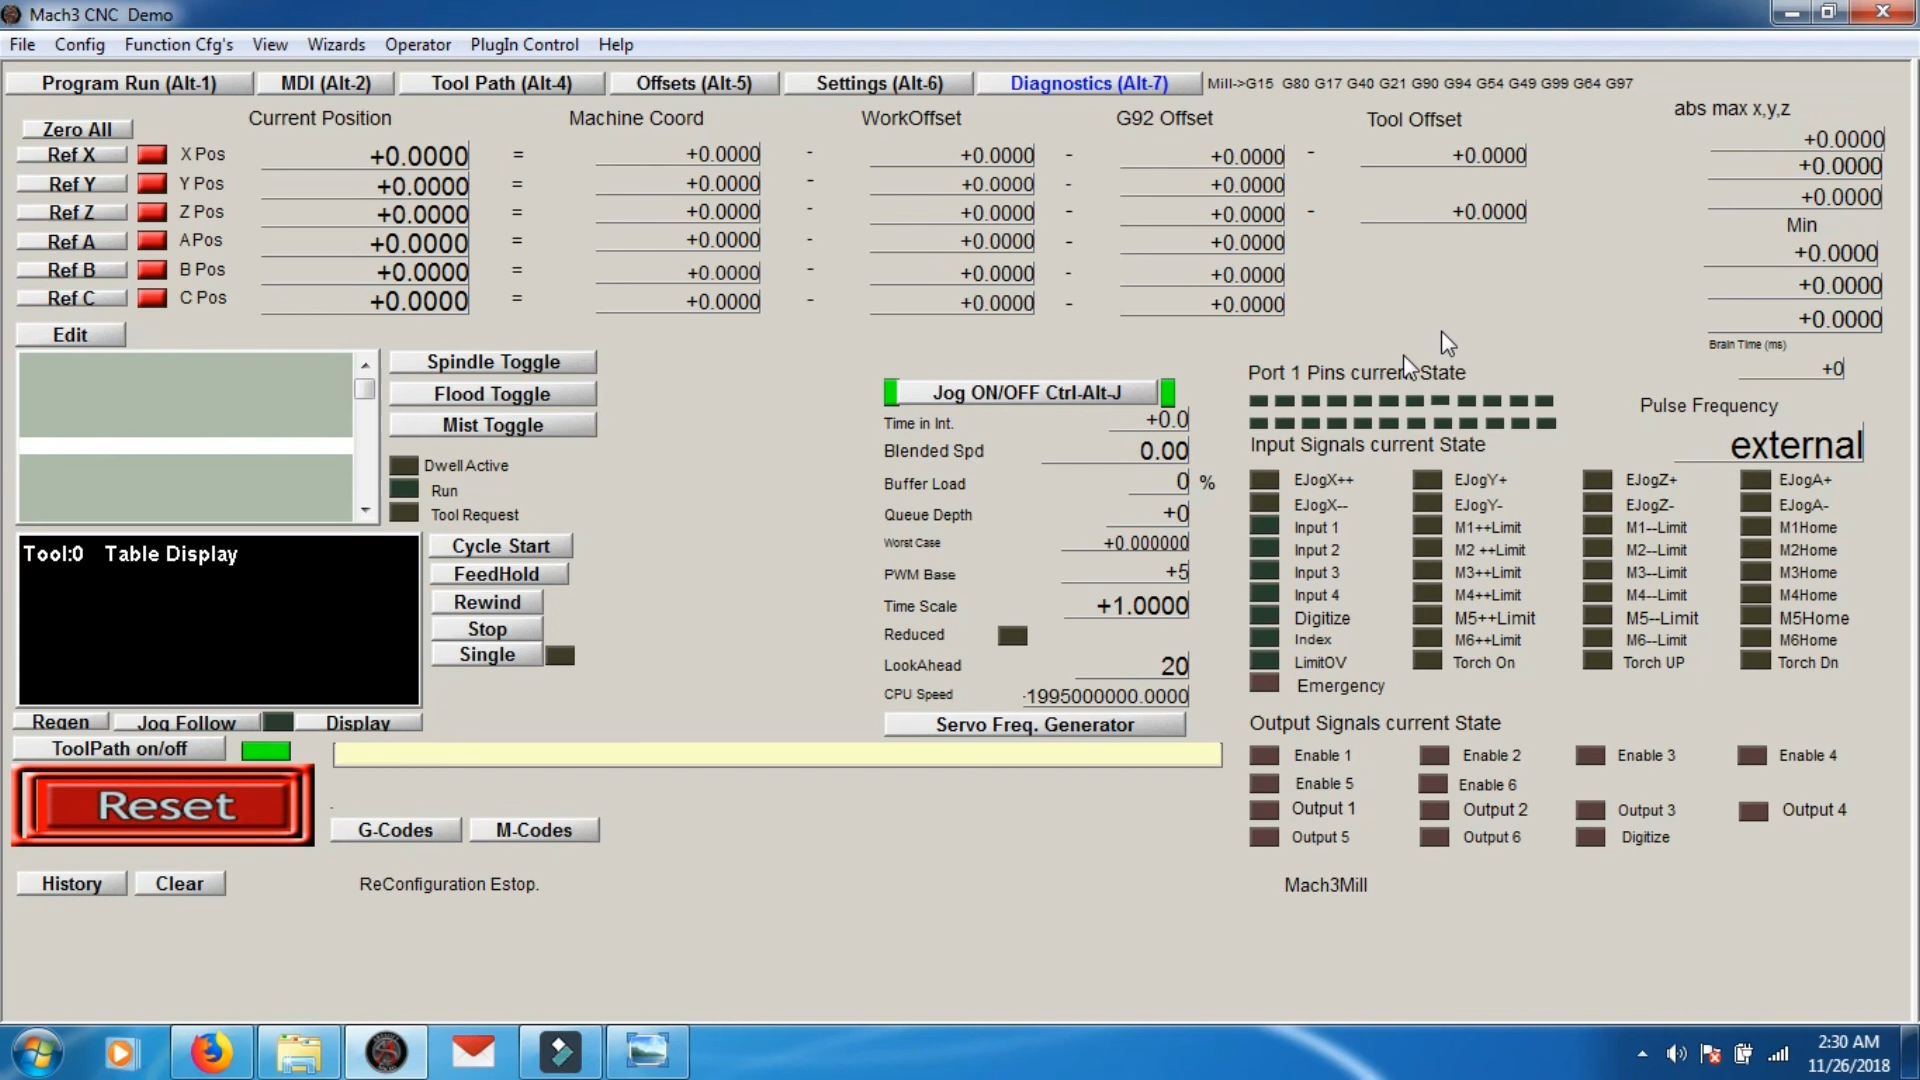 Mach3 CNC Demo
File Config Function Cfg's View Wizards Operator PlugIn Control Help
Program Run (Alt-1) MDI (Alt-2) Tool Path (Alt-4) Offsets (Alt-5) Settings (Alt-6) Diagnostics (Alt-7) Mill->G15 G80 G17 G40 G21 G90 G94 G54 G49 G99 G64 G97
Zero All Current Position Machine Coord WorkOffset G92 Offset Tool Offset abs max x,y,z
+0.0000
Ref X X Pos +0.0000 = +0.0000 - +0.0000 - +0.0000 - +0.0000
+0.0000
Ref Y Y Pos +0.0000 = +0.0000 - +0.0000 - +0.0000
+0.0000
Ref Z Z Pos +0.0000 = +0.0000 - +0.0000 - +0.0000 - +0.0000
Min
Ref A A Pos +0.0000 = +0.0000 - +0.0000 - +0.0000
+0.0000
Ref B B Pos +0.0000 = +0.0000 - +0.0000 - +0.0000
+0.0000
Ref C C Pos +0.0000 = +0.0000 - +0.0000 - +0.0000
+0.0000
Edit
Brain Time (ms)
+0
Spindle Toggle
Flood Toggle
Mist Toggle
Dwell Active
Run
Tool Request
Tool:0 Table Display
Cycle Start
FeedHold
Rewind
Stop
Single
Regen Jog Follow Display
ToolPath on/off
Reset
G-Codes M-Codes
History Clear ReConfiguration Estop.
Jog ON/OFF Ctrl-Alt-J
Time in Int. +0.0
Blended Spd 0.00
Buffer Load 0 %
Queue Depth +0
Worst Case +0.000000
PWM Base +5
Time Scale +1.0000
Reduced
LookAhead 20
CPU Speed -1995000000.0000
Servo Freq. Generator
Port 1 Pins current State
Pulse Frequency
external
Input Signals current State
EJogX++ EJogY+ EJogZ+ EJogA+
EJogX-- EJogY- EJogZ- EJogA-
Input 1 M1++Limit M1--Limit M1Home
Input 2 M2 ++Limit M2--Limit M2Home
Input 3 M3++Limit M3--Limit M3Home
Input 4 M4++Limit M4--Limit M4Home
Digitize M5++Limit M5--Limit M5Home
Index M6++Limit M6--Limit M6Home
LimitOV Torch On Torch UP Torch Dn
Emergency
Output Signals current State
Enable 1 Enable 2 Enable 3 Enable 4
Enable 5 Enable 6
Output 1 Output 2 Output 3 Output 4
Output 5 Output 6 Digitize
Mach3Mill
2:30 AM
11/26/2018